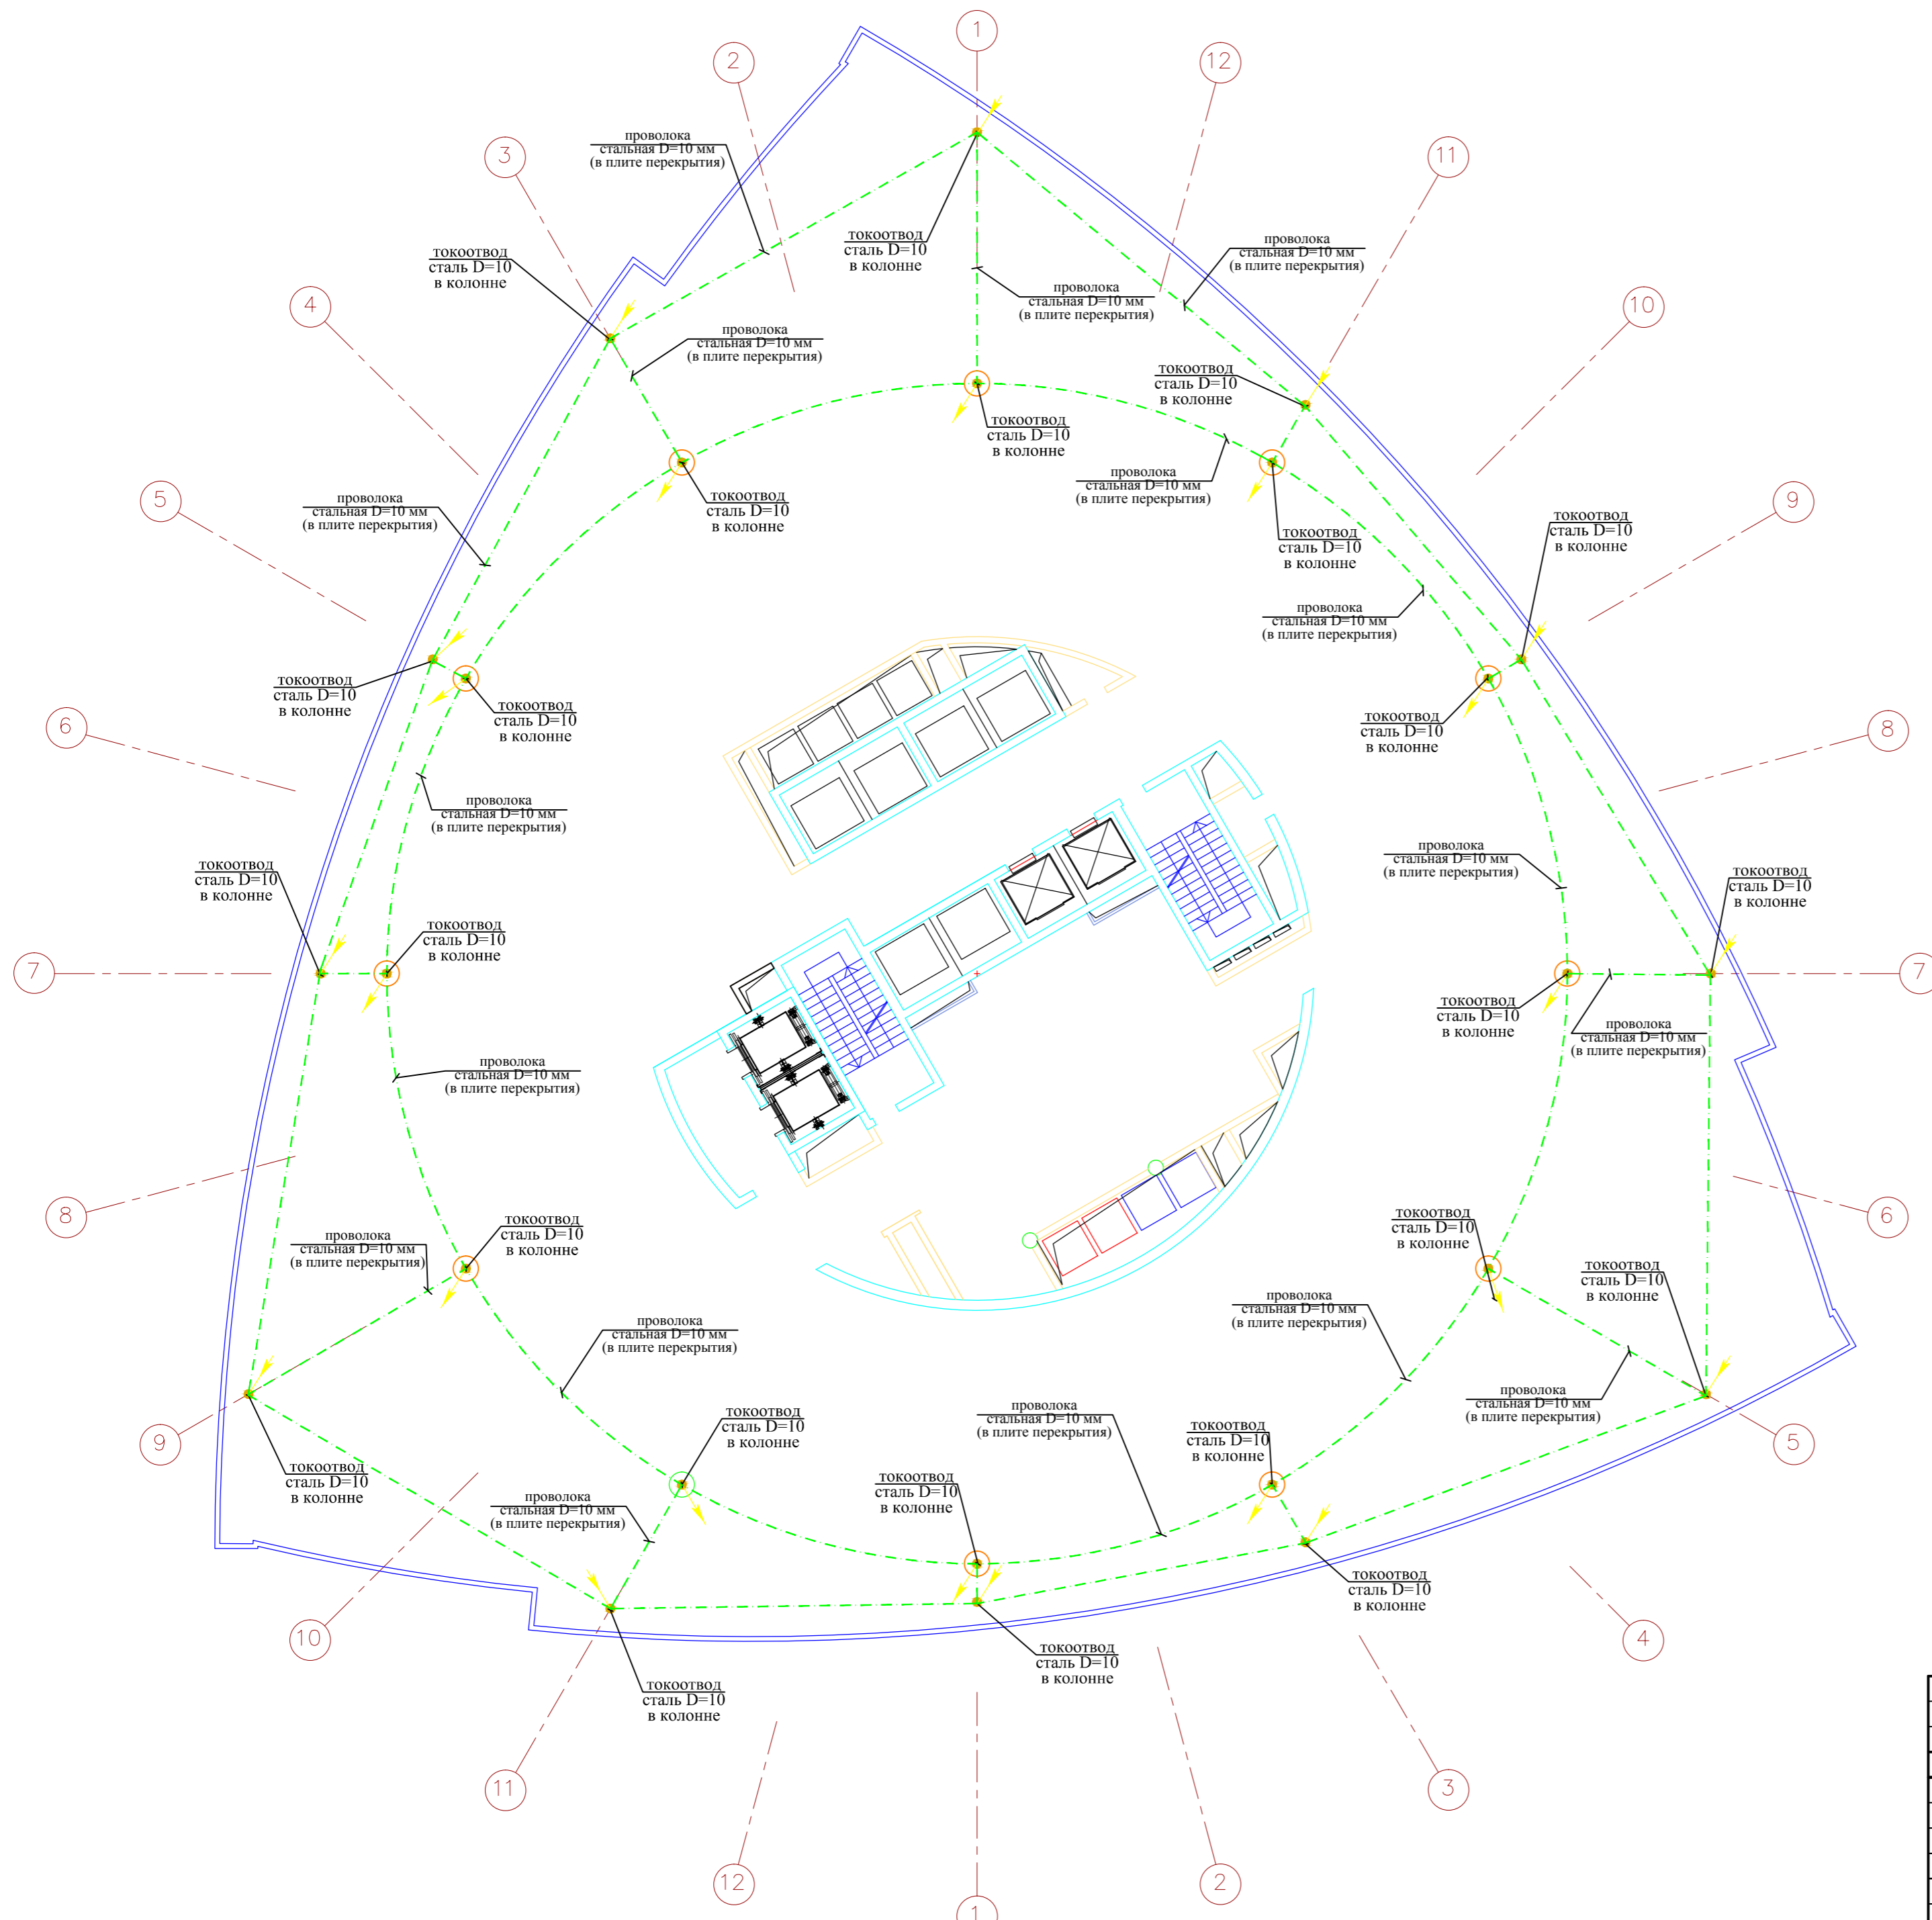 1
2
12
3
11
проволока
стальная D=10 мм
(в плите перекрытия)
токоотвод
сталь D=10
в колонне
токоотвод
сталь D=10
в колонне
проволока
стальная D=10 мм
(в плите перекрытия)
4
10
проволока
стальная D=10 мм
(в плите перекрытия)
проволока
стальная D=10 мм
(в плите перекрытия)
токоотвод
сталь D=10
в колонне
токоотвод
сталь D=10
в колонне
проволока
стальная D=10 мм
(в плите перекрытия)
5
9
проволока
стальная D=10 мм
(в плите перекрытия)
токоотвод
сталь D=10
в колонне
токоотвод
сталь D=10
в колонне
токоотвод
сталь D=10
в колонне
проволока
стальная D=10 мм
(в плите перекрытия)
токоотвод
сталь D=10
в колонне
токоотвод
сталь D=10
в колонне
токоотвод
сталь D=10
в колонне
6
8
проволока
стальная D=10 мм
(в плите перекрытия)
проволока
стальная D=10 мм
(в плите перекрытия)
токоотвод
сталь D=10
в колонне
токоотвод
сталь D=10
в колонне
токоотвод
сталь D=10
в колонне
7
7
токоотвод
сталь D=10
в колонне
проволока
стальная D=10 мм
(в плите перекрытия)
проволока
стальная D=10 мм
(в плите перекрытия)
8
6
токоотвод
сталь D=10
в колонне
токоотвод
сталь D=10
в колонне
проволока
стальная D=10 мм
(в плите перекрытия)
токоотвод
сталь D=10
в колонне
проволока
стальная D=10 мм
(в плите перекрытия)
проволока
стальная D=10 мм
(в плите перекрытия)
проволока
стальная D=10 мм
(в плите перекрытия)
9
5
токоотвод
сталь D=10
в колонне
проволока
стальная D=10 мм
(в плите перекрытия)
токоотвод
сталь D=10
в колонне
токоотвод
сталь D=10
в колонне
токоотвод
сталь D=10
в колонне
проволока
стальная D=10 мм
(в плите перекрытия)
токоотвод
сталь D=10
в колонне
10
4
токоотвод
сталь D=10
в колонне
токоотвод
сталь D=10
в колонне
11
3
12
2
1